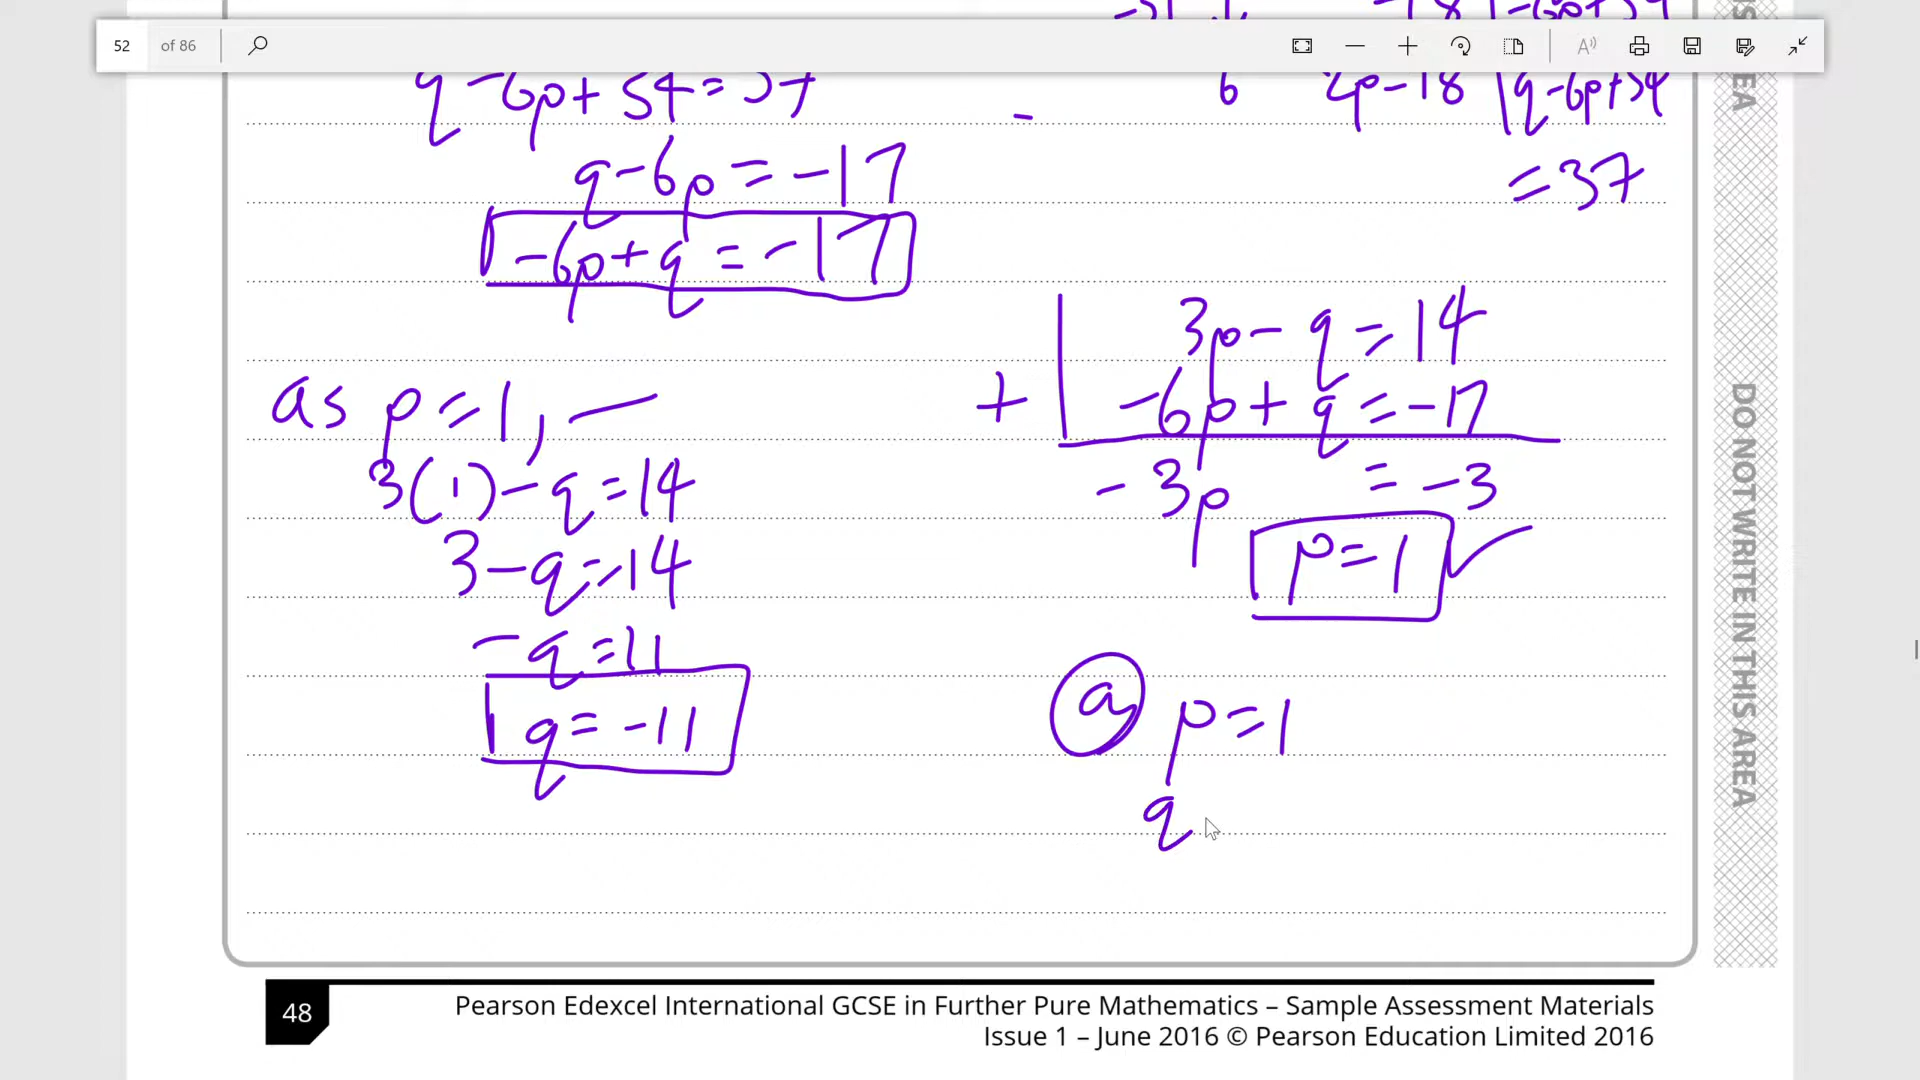 52 of 86
q-6p+54=37
6 2p-18 q-6p+54
=37
q-6p=-17
-6p+q=-17
3p-q=14
+ -6p+q=-17
-3p =-3
p=1
as p=1,
3(1)-q=14
3-q=14
-q=11
q=-11
a p=1
q
DO NOT WRITE IN THIS AREA
48
Pearson Edexcel International GCSE in Further Pure Mathematics – Sample Assessment Materials
Issue 1 – June 2016 © Pearson Education Limited 2016